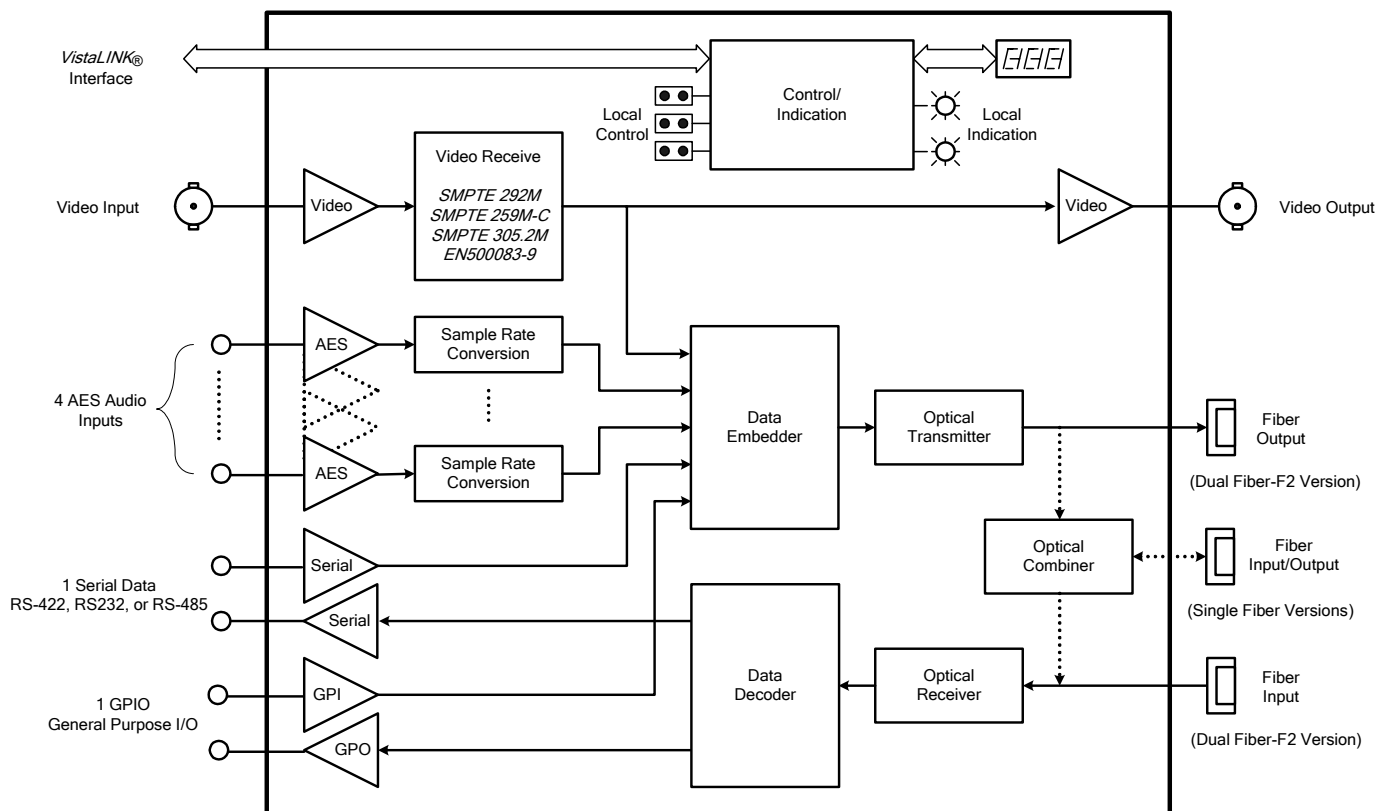 VistaLINK®
Interface
Control/
Indication
Local
Control
Local
Indication
Video Input
Video
Video Receive
SMPTE 292M
SMPTE 259M-C
SMPTE 305.2M
EN500083-9
Video
Video Output
4 AES Audio
Inputs
AES
Sample Rate
Conversion
AES
Sample Rate
Conversion
Data
Embedder
Optical
Transmitter
Fiber
Output
(Dual Fiber-F2 Version)
Optical
Combiner
Fiber
Input/Output
(Single Fiber Versions)
1 Serial Data
RS-422, RS232, or RS-485
Serial
Serial
1 GPIO
General Purpose I/O
GPI
GPO
Data
Decoder
Optical
Receiver
Fiber
Input
(Dual Fiber-F2 Version)